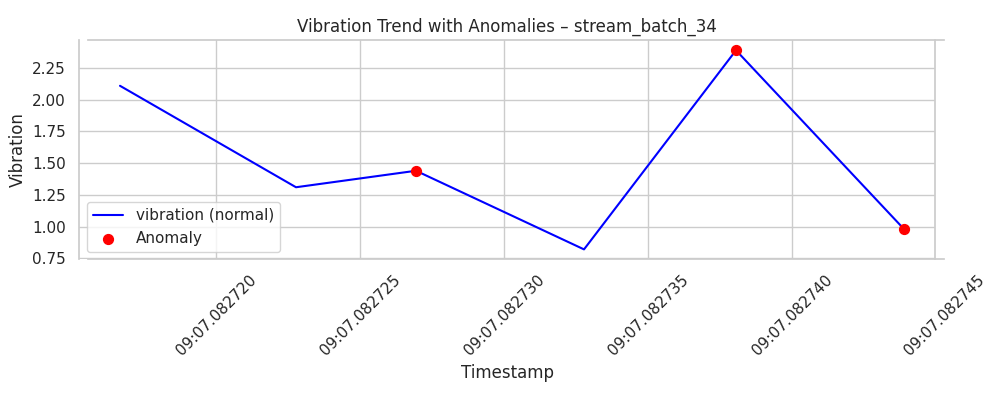 Vibration Trend with Anomalies – stream_batch_34
Vibration
2.25
2.00
1.75
1.50
1.25
1.00
0.75
vibration (normal)
Anomaly
09:07.082720
09:07.082725
09:07.082730
09:07.082735
09:07.082740
09:07.082745
Timestamp